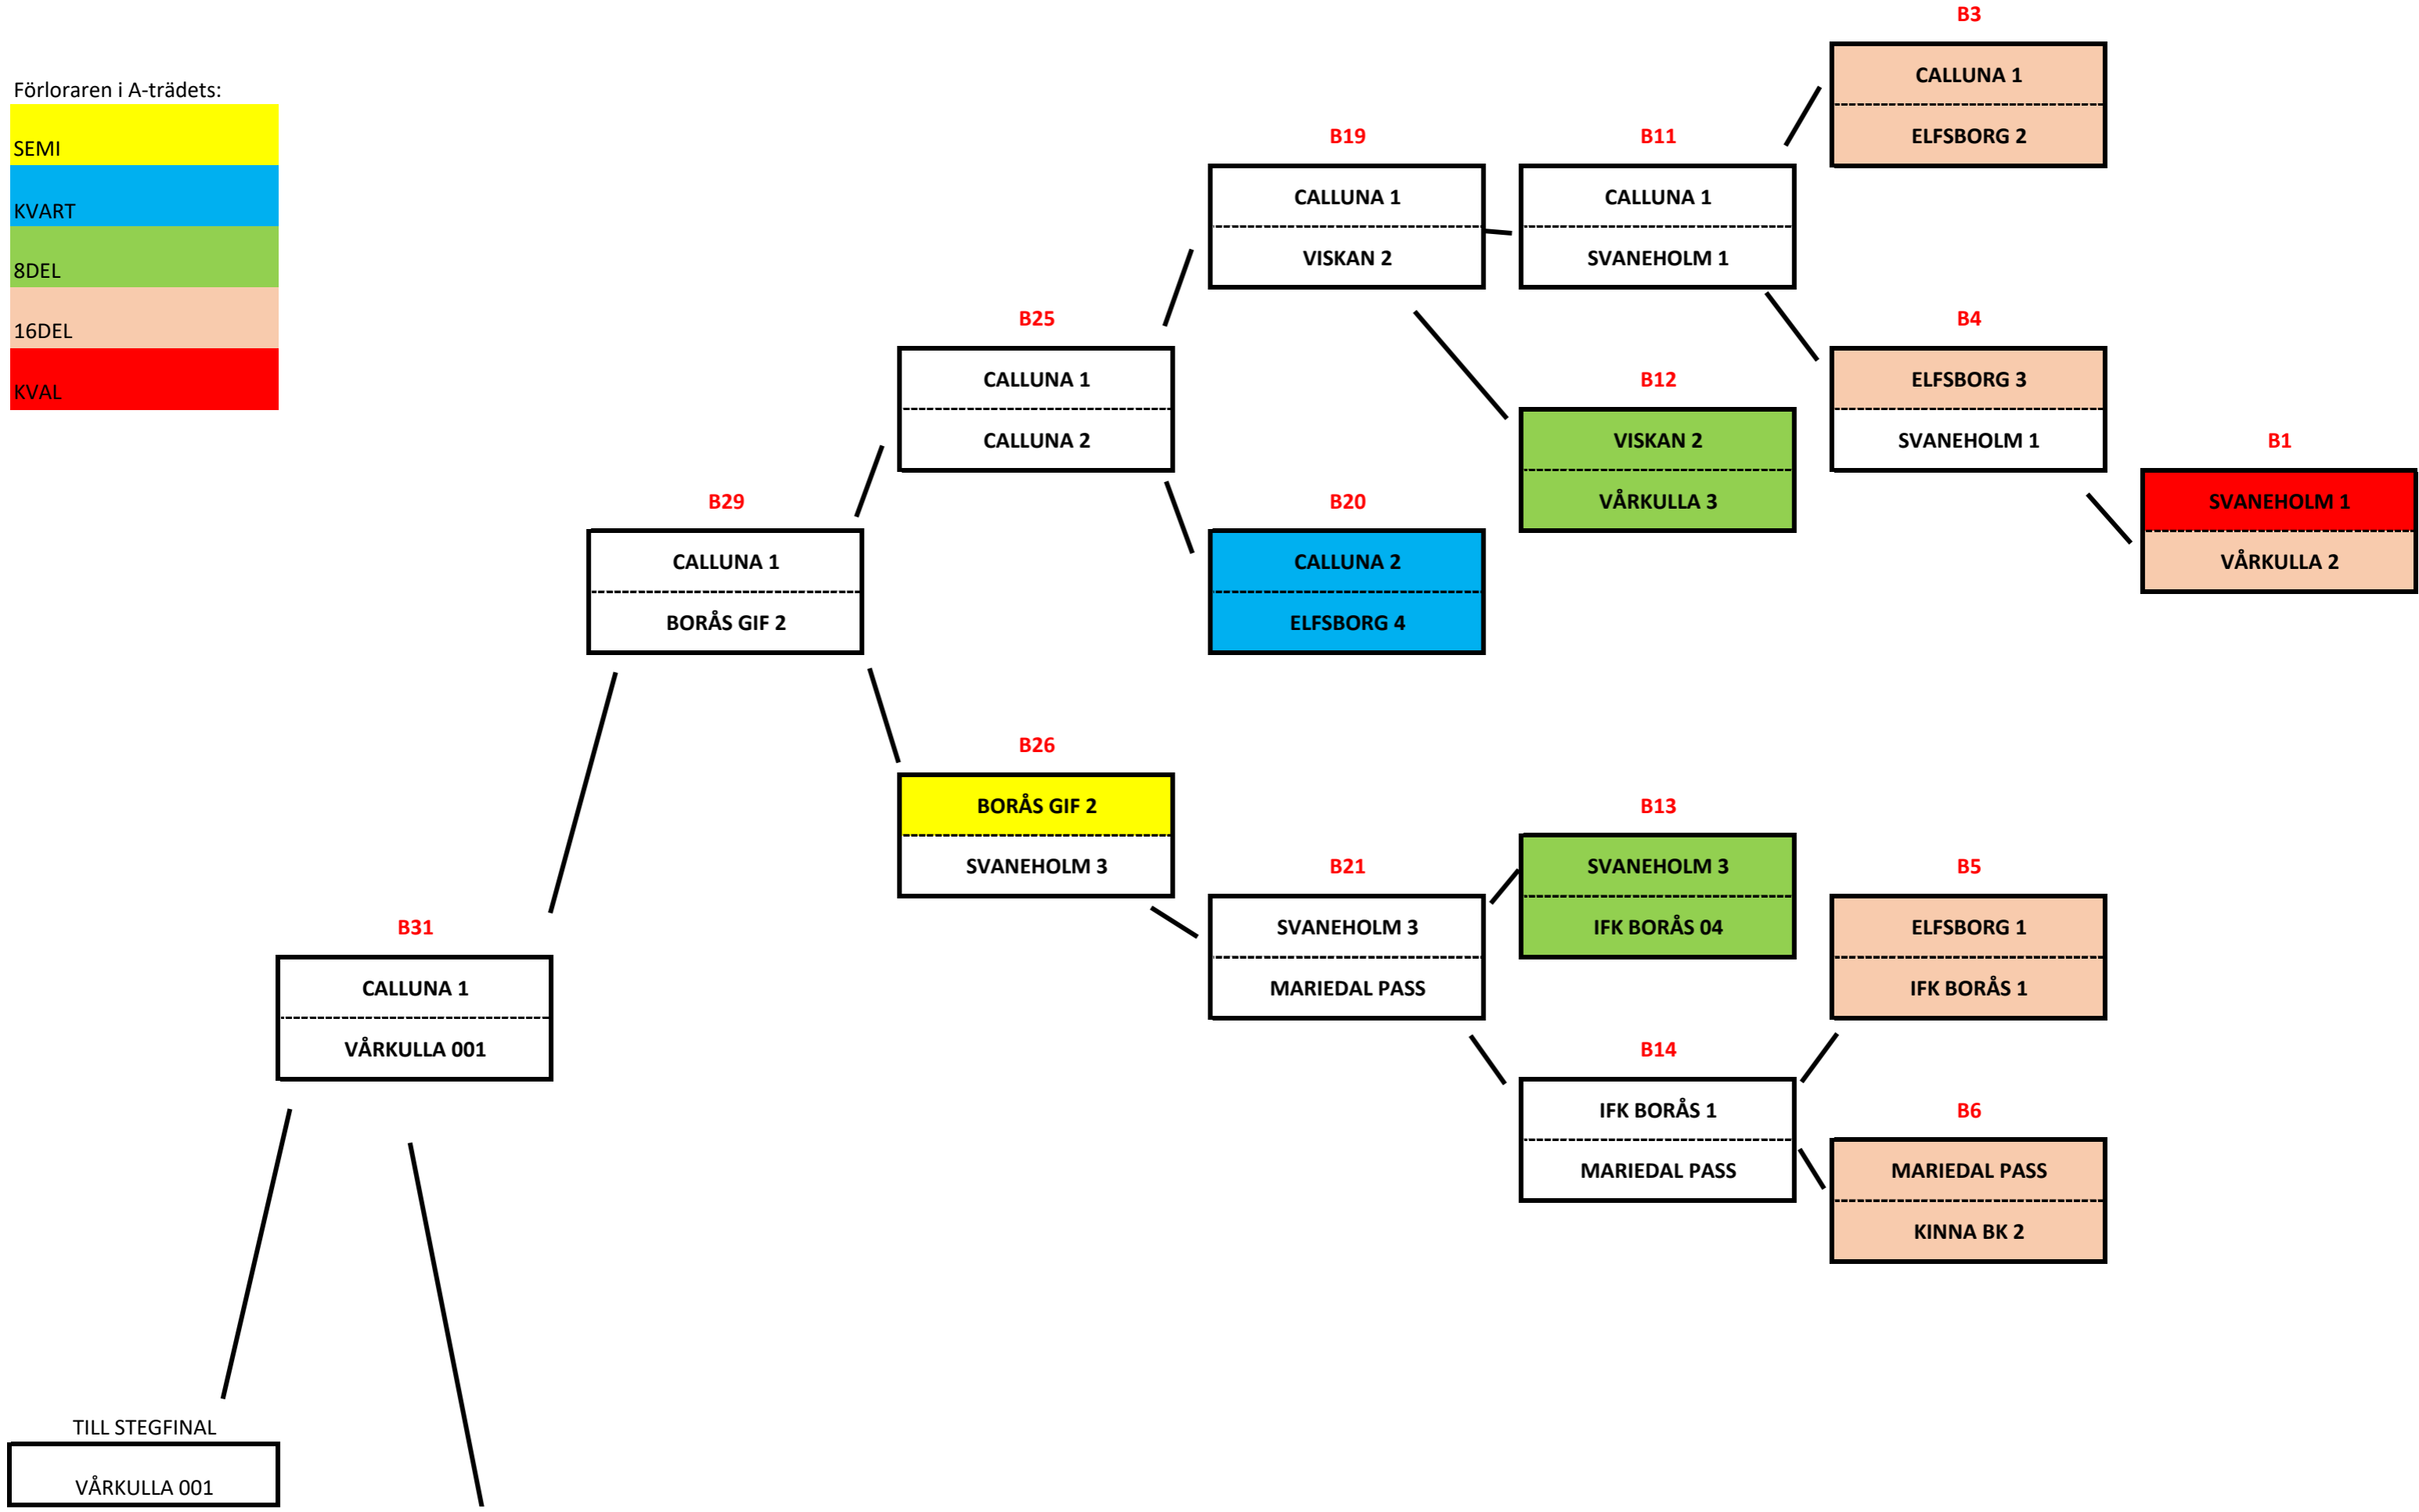 B3
CALLUNA 1
ELFSBORG 2
Förloraren i A-trädets:
SEMI
KVART
8DEL
16DEL
KVAL
B19
CALLUNA 1
VISKAN 2
B11
CALLUNA 1
SVANEHOLM 1
B25
CALLUNA 1
CALLUNA 2
B12
VISKAN 2
VÅRKULLA 3
B4
ELFSBORG 3
SVANEHOLM 1
B1
SVANEHOLM 1
VÅRKULLA 2
B29
CALLUNA 1
BORÅS GIF 2
B20
CALLUNA 2
ELFSBORG 4
B26
BORÅS GIF 2
SVANEHOLM 3
B21
SVANEHOLM 3
MARIEDAL PASS
B13
SVANEHOLM 3
IFK BORÅS 04
B5
ELFSBORG 1
IFK BORÅS 1
B31
CALLUNA 1
VÅRKULLA 001
B14
IFK BORÅS 1
MARIEDAL PASS
B6
MARIEDAL PASS
KINNA BK 2
TILL STEGFINAL
VÅRKULLA 001